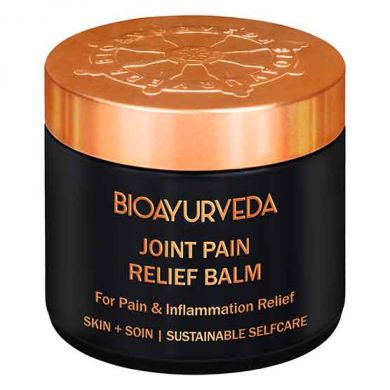 BIOAYURVEDA
JOINT PAIN
RELIEF BALM
For Pain & Inflammation Relief
SKIN + SOIN | SUSTAINABLE SELFCARE